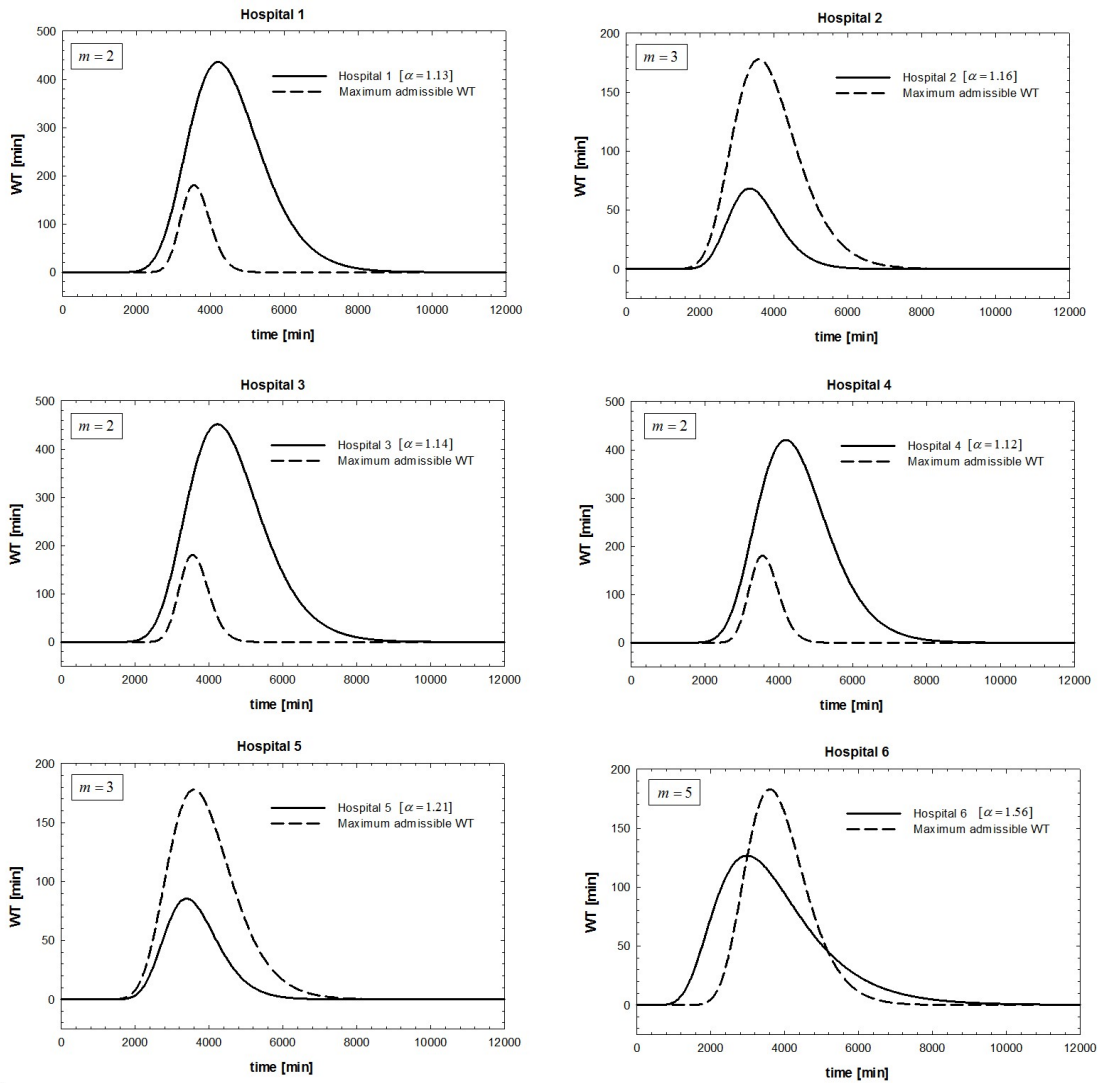 Hospital 1
m = 2
Hospital 1 [α = 1.13]
Maximum admissible WT
WT [min]
500
400
300
200
100
0
0 2000 4000 6000 8000 10000 12000
time [min]
Hospital 2
m = 3
Hospital 2 [α = 1.16]
Maximum admissible WT
WT [min]
200
150
100
50
0
0 2000 4000 6000 8000 10000 12000
time [min]
Hospital 3
m = 2
Hospital 3 [α = 1.14]
Maximum admissible WT
WT [min]
500
400
300
200
100
0
0 2000 4000 6000 8000 10000 12000
time [min]
Hospital 4
m = 2
Hospital 4 [α = 1.12]
Maximum admissible WT
WT [min]
500
400
300
200
100
0
0 2000 4000 6000 8000 10000 12000
time [min]
Hospital 5
m = 3
Hospital 5 [α = 1.21]
Maximum admissible WT
WT [min]
200
150
100
50
0
0 2000 4000 6000 8000 10000 12000
time [min]
Hospital 6
m = 5
Hospital 6 [α = 1.56]
Maximum admissible WT
WT [min]
200
150
100
50
0
0 2000 4000 6000 8000 10000 12000
time [min]